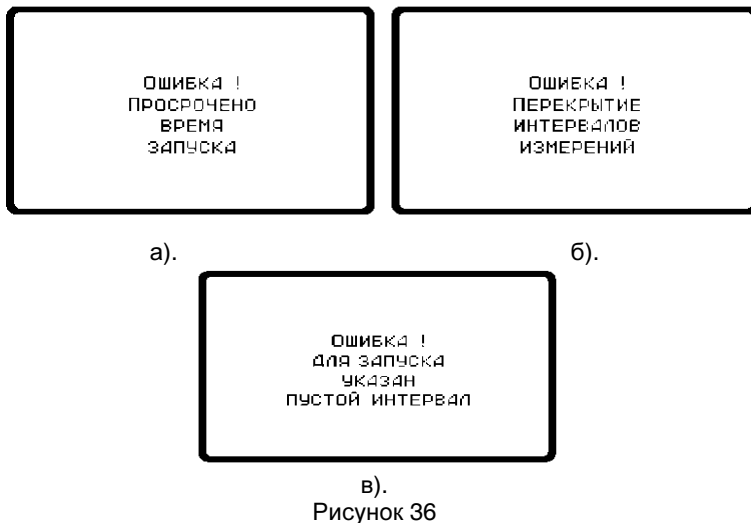 ОШИБКА !
ПРОСРОЧЕНО
ВРЕМЯ
ЗАПУСКА
а).
ОШИБКА !
ПЕРЕКРЫТИЕ
ИНТЕРВАЛОВ
ИЗМЕРЕНИЙ
б).
ОШИБКА !
ДЛЯ ЗАПУСКА
УКАЗАН
ПУСТОЙ ИНТЕРВАЛ
в).
Рисунок 36